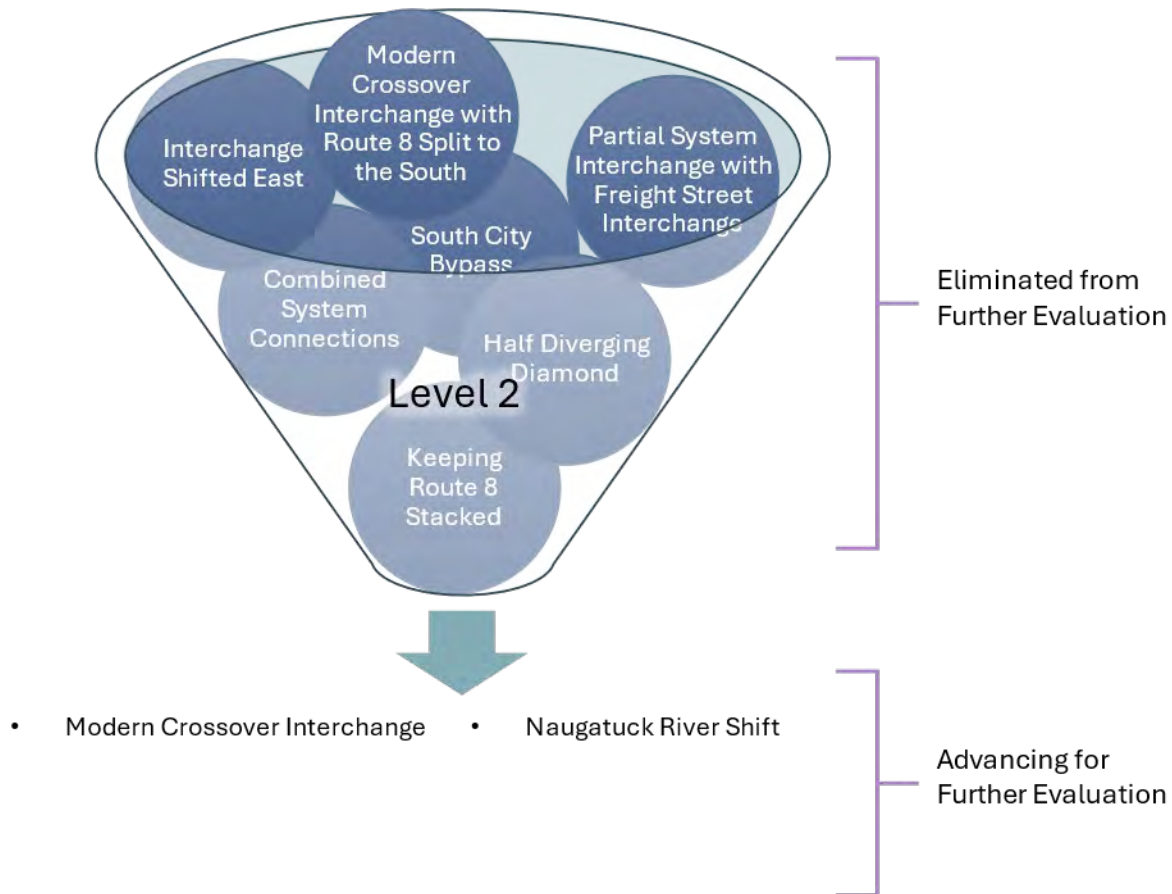 Modern
Crossover
Interchange with
Route 8 Split to
the South
Interchange
Shifted East
Partial System
Interchange with
Freight Street
Interchange
South City
Bypass
Combined
System
Connections
Half Diverging
Diamond
Level 2
Keeping
Route 8
Stacked
Eliminated from
Further Evaluation
• Modern Crossover Interchange
• Naugatuck River Shift
Advancing for
Further Evaluation